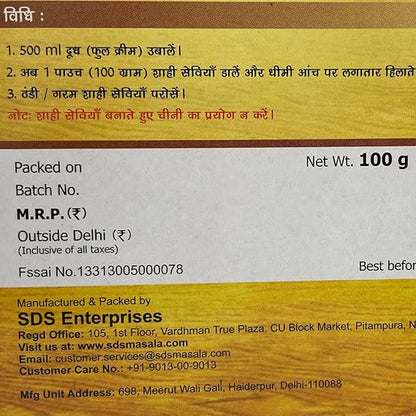 विधि :
1. 500 ml दूध (फुल क्रीम) उबालें।
2. अब 1 पाउच (100 ग्राम) शाही सेवियाँ डालें और धीमी आंच पर लगातार हिलाते
3. ठंडी / गरम शाही सेवियाँ परोसें।
नोट: शाही सेवियाँ बनाते हुए चीनी का प्रयोग न करें।
Packed on
Net Wt. 100 g
Batch No.
M.R.P.(₹)
Outside Delhi (₹)
(Inclusive of all taxes)
Fssai No.13313005000078
Best befor
Manufactured & Packed by
SDS Enterprises
Regd Office: 105, 1st Floor, Vardhman True Plaza, CU Block Market, Pitampura, N
Visit us at: www.sdsmasala.com
Email: customer.services@sdsmasala.com
Customer Care No.: +91-9013-00-9013
Mfg Unit Address: 698, Meerut Wali Gali, Haiderpur, Delhi-110088